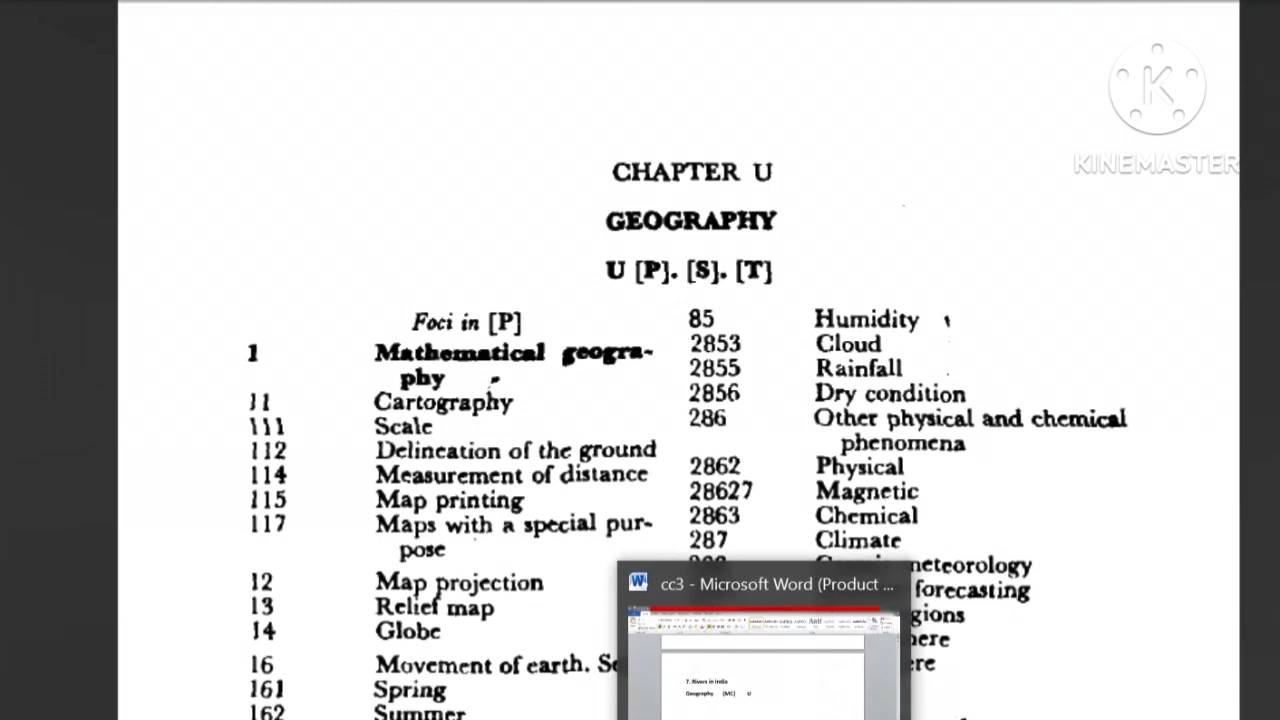 KINEMASTER
CHAPTER U
GEOGRAPHY
U [P]. [S]. [T]
Foci in [P]
1 Mathematical geogra-
phy
11 Cartography
111 Scale
112 Delineation of the ground
114 Measurement of distance
115 Map printing
117 Maps with a special pur-
pose
12 Map projection
13 Relief map
14 Globe
16 Movement of earth.
161 Spring
162 Summer
85 Humidity
2853 Cloud
2855 Rainfall
2856 Dry condition
286 Other physical and chemical
phenomena
2862 Physical
28627 Magnetic
2863 Chemical
287 Climate
meteorology
forecasting
cc3 - Microsoft Word (Product ...
7. Rivers in India
Geography [MC] U